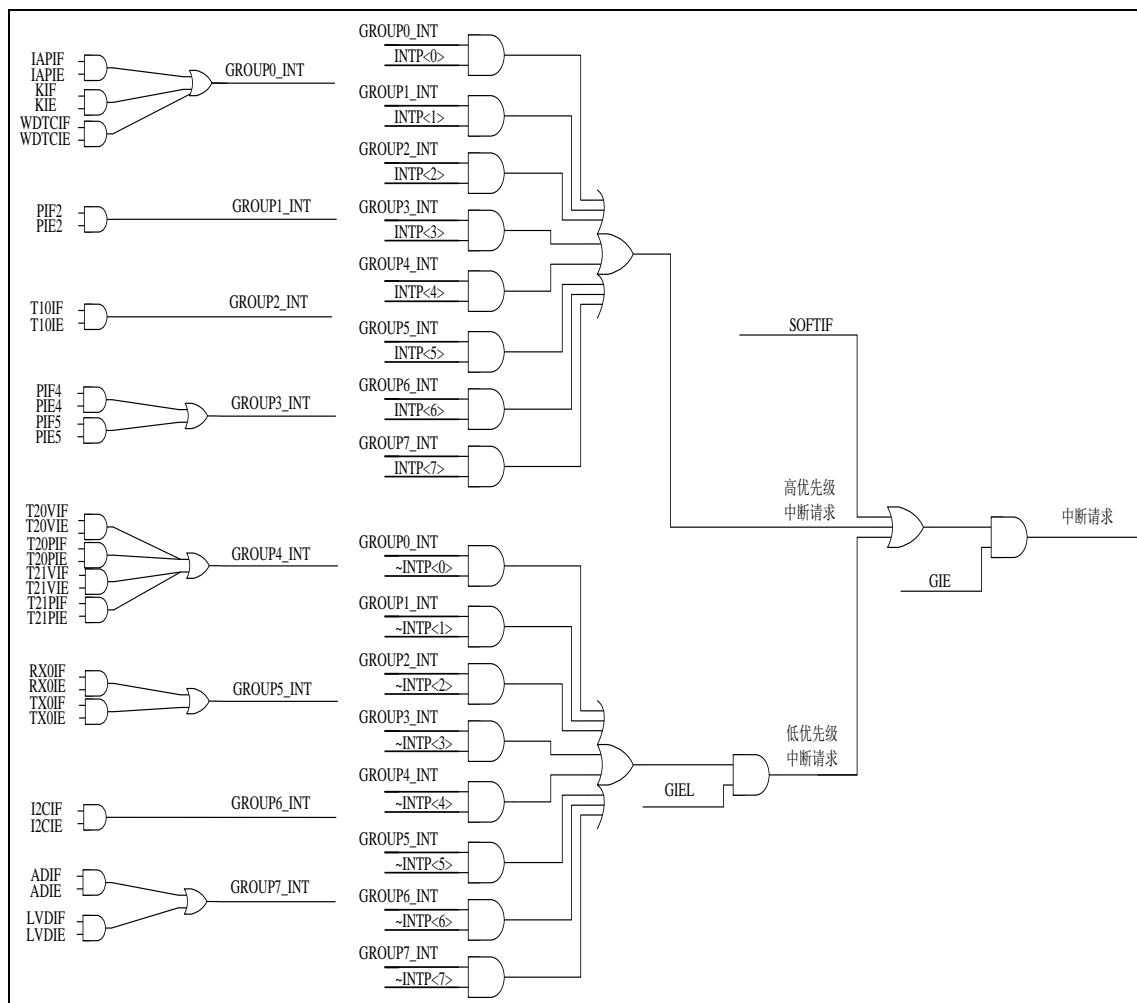 IAPIF
IAPIE
KIF
KIE
WDTCIF
WDTCIE
GROUP0_INT
PIF2
PIE2
GROUP1_INT
T10IF
T10IE
GROUP2_INT
PIF4
PIE4
PIF5
PIE5
GROUP3_INT
T20VIF
T20VIE
T20PIF
T20PIE
T21VIF
T21VIE
T21PIF
T21PIE
GROUP4_INT
RX0IF
RX0IE
TX0IF
TX0IE
GROUP5_INT
I2CIF
I2CIE
GROUP6_INT
ADIF
ADIE
LVDIF
LVDIE
GROUP7_INT
GROUP0_INT
INTP<0>
GROUP1_INT
INTP<1>
GROUP2_INT
INTP<2>
GROUP3_INT
INTP<3>
GROUP4_INT
INTP<4>
GROUP5_INT
INTP<5>
GROUP6_INT
INTP<6>
GROUP7_INT
INTP<7>
GROUP0_INT
~INTP<0>
GROUP1_INT
~INTP<1>
GROUP2_INT
~INTP<2>
GROUP3_INT
~INTP<3>
GROUP4_INT
~INTP<4>
GROUP5_INT
~INTP<5>
GROUP6_INT
~INTP<6>
GROUP7_INT
~INTP<7>
SOFTIF
高优先级
中断请求
GIEL
低优先级
中断请求
GIE
中断请求